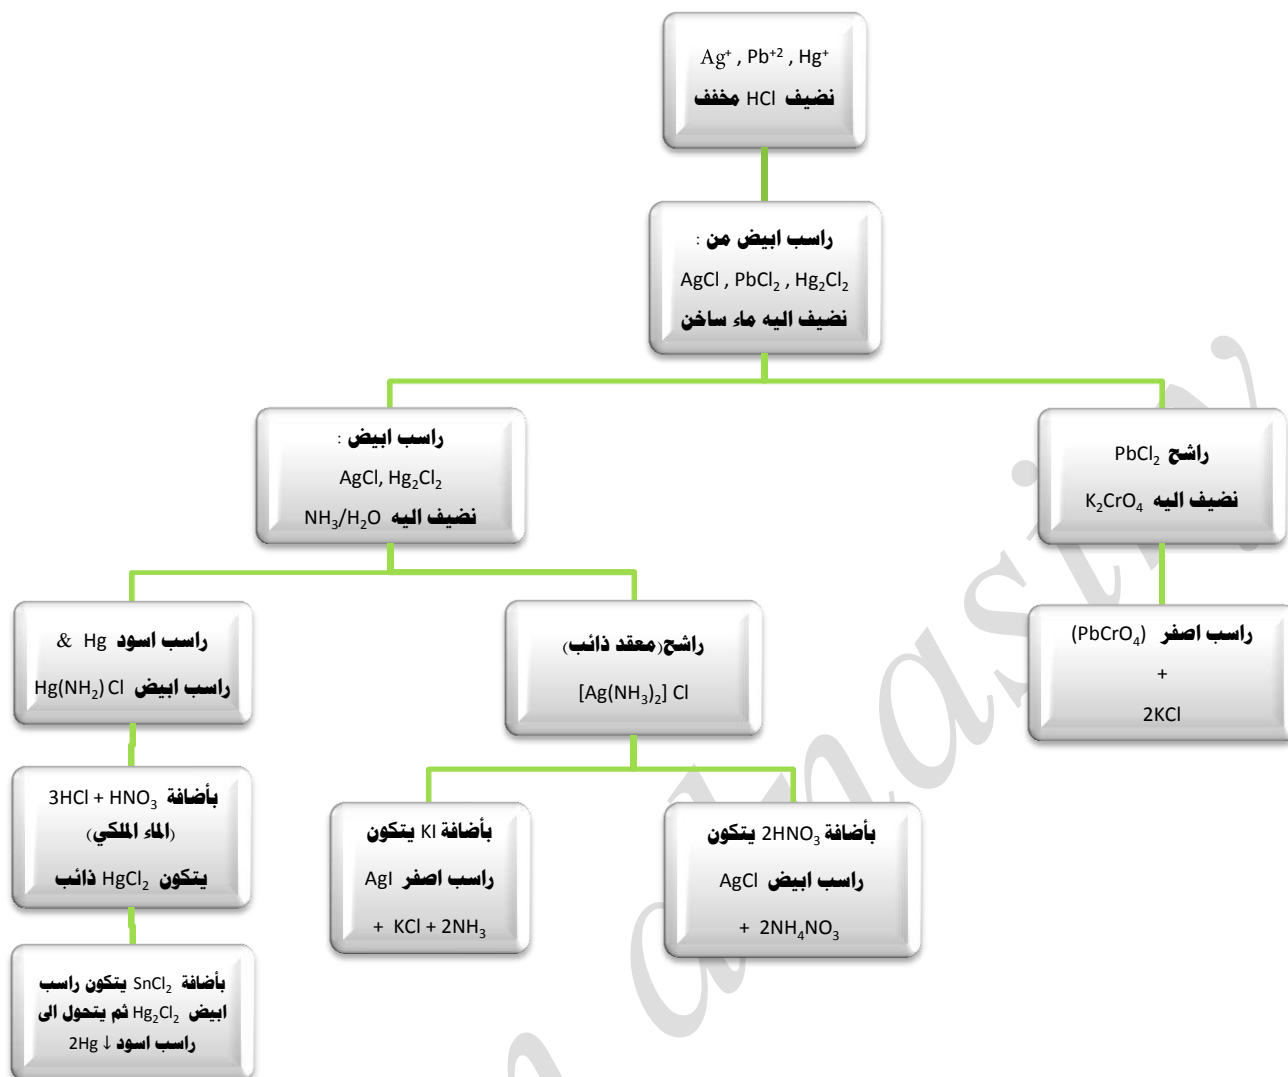 Ag⁺ , Pb⁺² , Hg⁺
نضيف HCl مخفف
راسب ابيض من :
AgCl , PbCl₂ , Hg₂Cl₂
نضيف اليه ماء ساخن
راسب ابيض :
AgCl, Hg₂Cl₂
نضيف اليه NH₃/H₂O
راشح PbCl₂
نضيف اليه K₂CrO₄
راسب اسود Hg &
راسب ابيض Hg(NH₂) Cl
راشح(معقد ذائب)
[Ag(NH₃)₂] Cl
راسب اصفر (PbCrO₄)
+
2KCl
بأضافة 3HCl + HNO₃
(الماء الملكي)
يتكون HgCl₂ ذائب
بأضافة KI يتكون
راسب اصفر AgI
+ KCl + 2NH₃
بأضافة 2HNO₃ يتكون
راسب ابيض AgCl
+ 2NH₄NO₃
بأضافة SnCl₂ يتكون راسب
ابيض Hg₂Cl₂ ثم يتحول الى
راسب اسود ↓ 2Hg